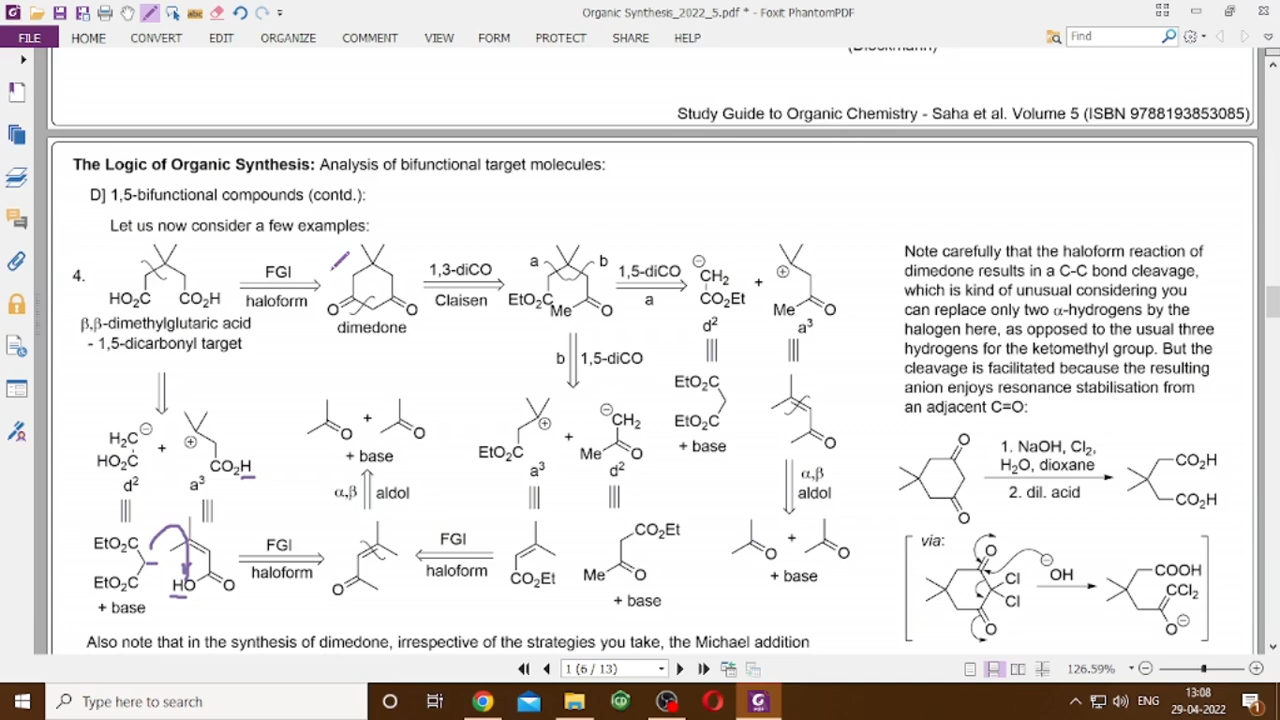 Organic Synthesis_2022_5.pdf * - Foxit PhantomPDF
FILE HOME CONVERT EDIT ORGANIZE COMMENT VIEW FORM PROTECT SHARE HELP Find
Study Guide to Organic Chemistry - Saha et al. Volume 5 (ISBN 9788193853085)
The Logic of Organic Synthesis: Analysis of bifunctional target molecules:
D] 1,5-bifunctional compounds (contd.):
Let us now consider a few examples:
4.
HO2C CO2H
β,β-dimethylglutaric acid
- 1,5-dicarbonyl target
FGI
haloform
O O
dimedone
1,3-diCO
Claisen
a b
EtO2C Me O
1,5-diCO
a
⊖
CH2
CO2Et
d2
+
⊕
Me O
a3
b 1,5-diCO
EtO2C
EtO2C
+ base
O
α,β
aldol
O + O
+ base
H2C ⊖
HO2C
d2
+
⊕
CO2H
a3
O + O
+ base
α,β aldol
EtO2C ⊕
a3
+
⊖
CH2
Me O
d2
EtO2C
EtO2C
+ base
HO O
FGI
haloform
O
FGI
haloform
CO2Et
CO2Et
Me O
+ base
Also note that in the synthesis of dimedone, irrespective of the strategies you take, the Michael addition
Note carefully that the haloform reaction of
dimedone results in a C-C bond cleavage,
which is kind of unusual considering you
can replace only two α-hydrogens by the
halogen here, as opposed to the usual three
hydrogens for the ketomethyl group. But the
cleavage is facilitated because the resulting
anion enjoys resonance stabilisation from
an adjacent C=O:
O
O
1. NaOH, Cl2,
H2O, dioxane
2. dil. acid
CO2H
CO2H
via:
O
Cl
Cl
O
⊖
OH
COOH
CCl2
O⊖
1 (6 / 13)
126.59%
Type here to search
ENG
13:08
29-04-2022